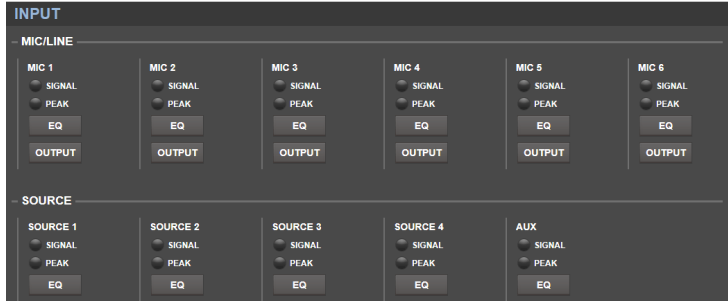 INPUT
MIC/LINE
MIC 1 MIC 2 MIC 3 MIC 4 MIC 5 MIC 6
SIGNAL SIGNAL SIGNAL SIGNAL SIGNAL SIGNAL
PEAK PEAK PEAK PEAK PEAK PEAK
EQ EQ EQ EQ EQ EQ
OUTPUT OUTPUT OUTPUT OUTPUT OUTPUT OUTPUT
SOURCE
SOURCE 1 SOURCE 2 SOURCE 3 SOURCE 4 AUX
SIGNAL SIGNAL SIGNAL SIGNAL SIGNAL
PEAK PEAK PEAK PEAK PEAK
EQ EQ EQ EQ EQ